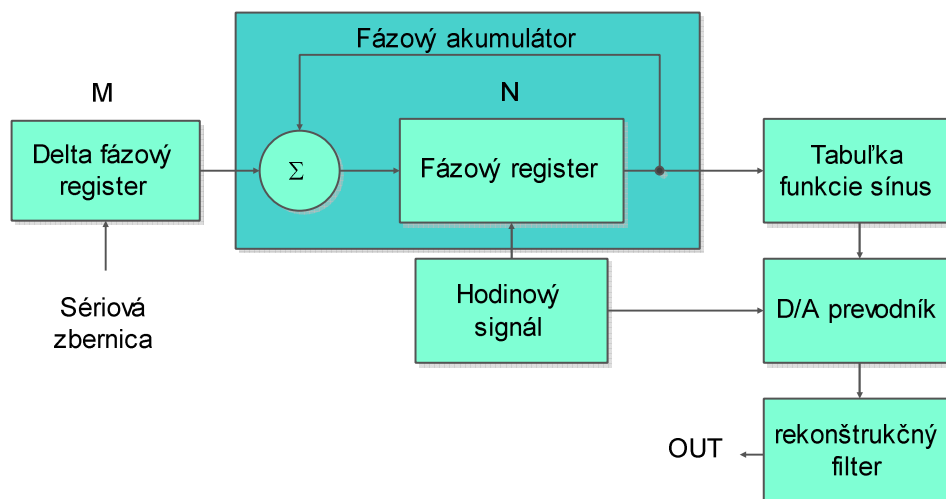 Fázový akumulátor
M
N
Delta fázový
register
Σ
Fázový register
Tabuľka
funkcie sínus
Sériová
zbernica
Hodinový
signál
D/A prevodník
OUT
rekonštrukčný
filter